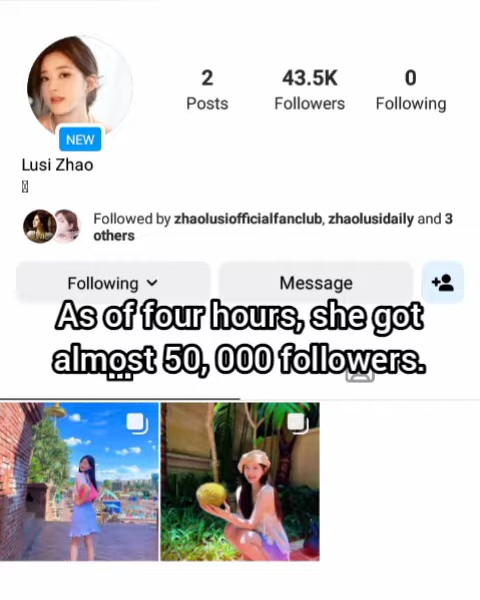 2
43.5K
0
Posts
Followers
Following
NEW
Lusi Zhao
Followed by zhaolusiofficialfanclub, zhaolusidaily and 3
others
Following
Message
As of four hours, she got
almost 50, 000 followers.